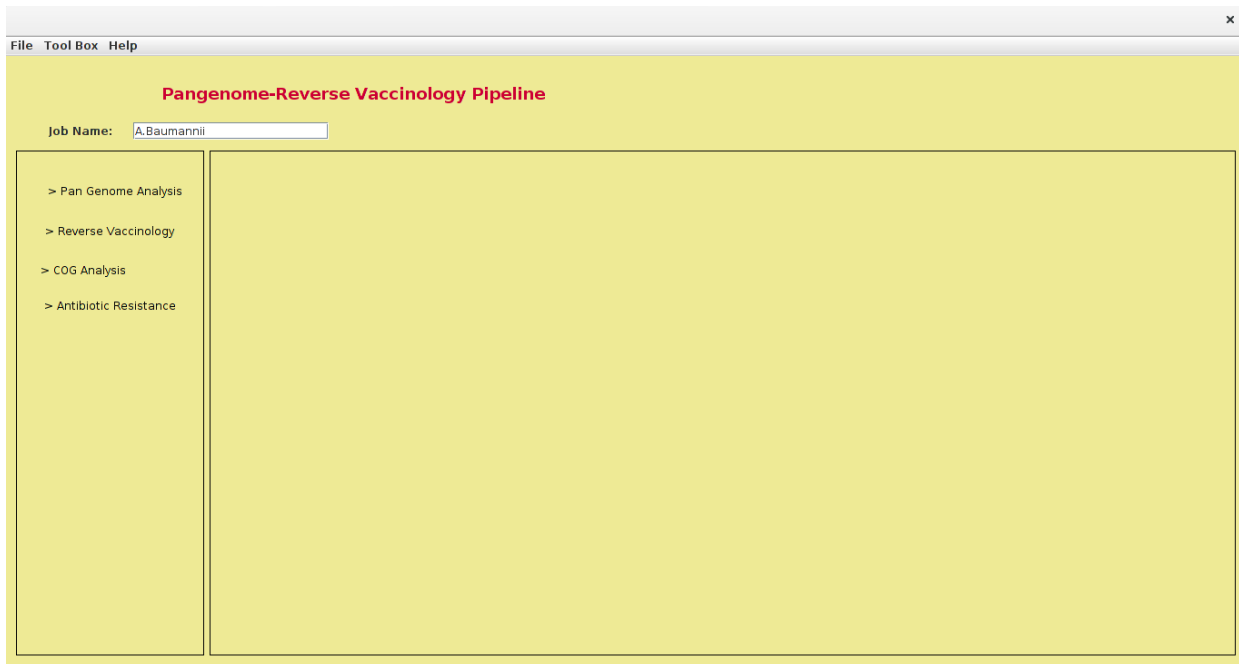 ×
File Tool Box Help
Pangenome-Reverse Vaccinology Pipeline
Job Name: A.Baumannii
> Pan Genome Analysis
> Reverse Vaccinology
> COG Analysis
> Antibiotic Resistance